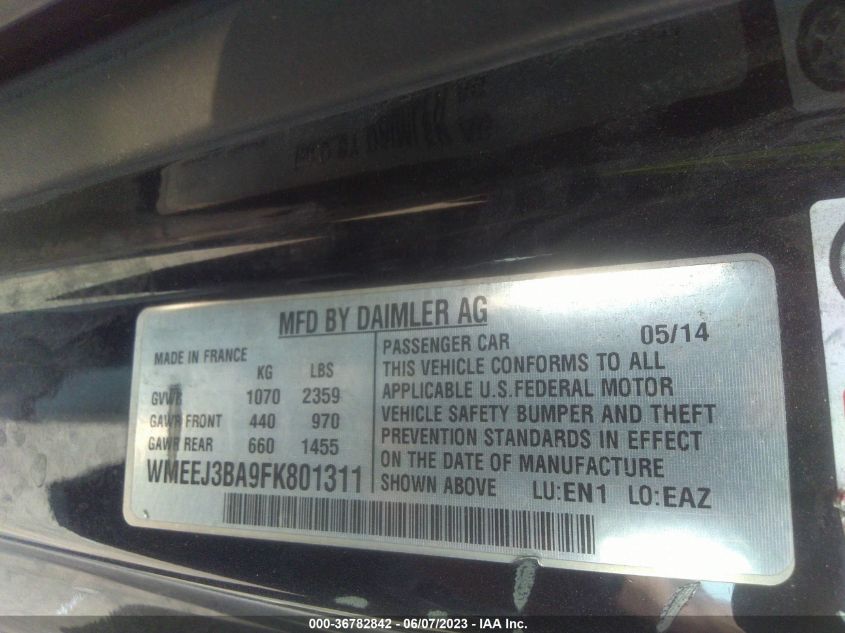 MFD BY DAIMLER AG
MADE IN FRANCE
KG LBS
GVWR 1070 2359
GAWR FRONT 440 970
GAWR REAR 660 1455
WMEEJ3BA9FK801311
PASSENGER CAR 05/14
THIS VEHICLE CONFORMS TO ALL
APPLICABLE U.S.FEDERAL MOTOR
VEHICLE SAFETY BUMPER AND THEFT
PREVENTION STANDARDS IN EFFECT
ON THE DATE OF MANUFACTURE
SHOWN ABOVE LU:EN1 LO:EAZ
000-36782842 - 06/07/2023 - IAA Inc.